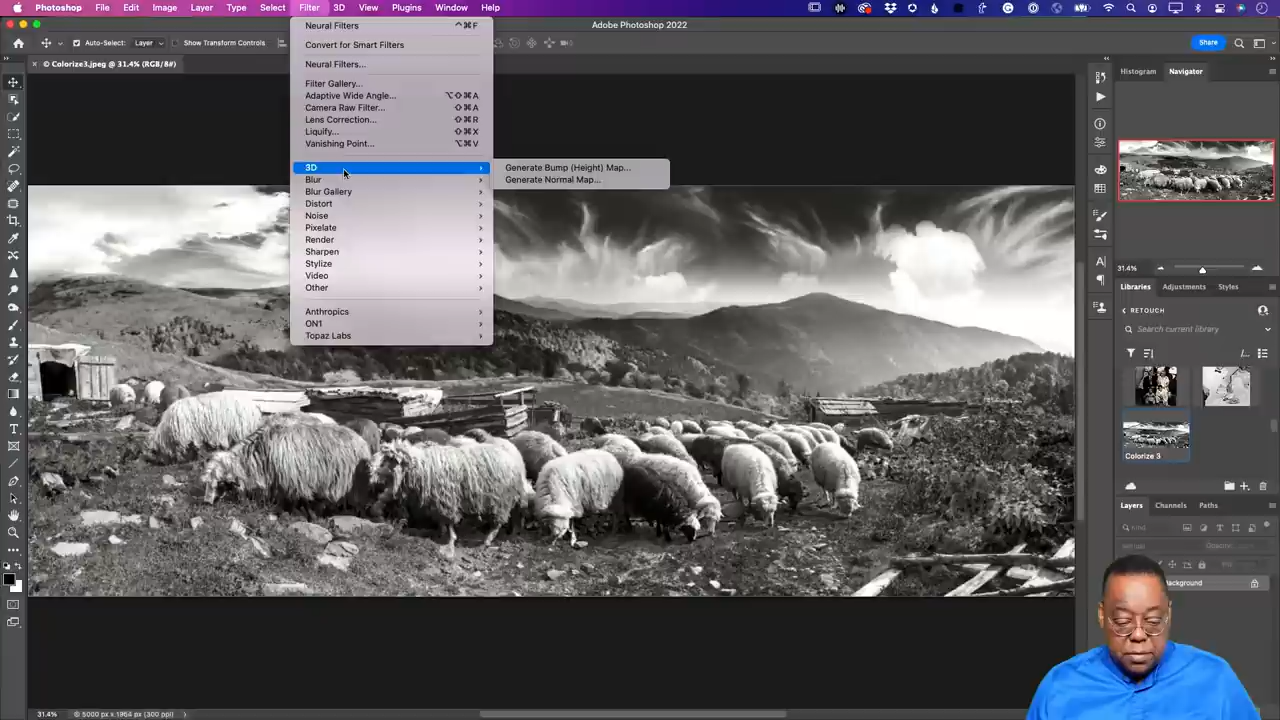 Photoshop File Edit Image Layer Type Select Filter 3D View Plugins Window Help
Adobe Photoshop 2022
Auto-Select: Layer Show Transform Controls
Share
© Colorize3.jpeg @ 31.4% (RGB/8#)
Neural Filters ^⌘F
Convert for Smart Filters
Neural Filters...
Filter Gallery...
Adaptive Wide Angle... ⌥⇧⌘A
Camera Raw Filter... ⇧⌘A
Lens Correction... ⇧⌘R
Liquify... ⇧⌘X
Vanishing Point... ⌥⌘V
3D
Blur
Blur Gallery
Distort
Noise
Pixelate
Render
Sharpen
Stylize
Video
Other
Anthropics
ON1
Topaz Labs
Generate Bump (Height) Map...
Generate Normal Map...
Histogram Navigator
31.4%
Libraries Adjustments Styles
RETOUCH
Search current library
Colorize 3
Layers Channels Paths
Opacity:
ackground
31.4% © 5000 px x 1964 px (300 ppi)